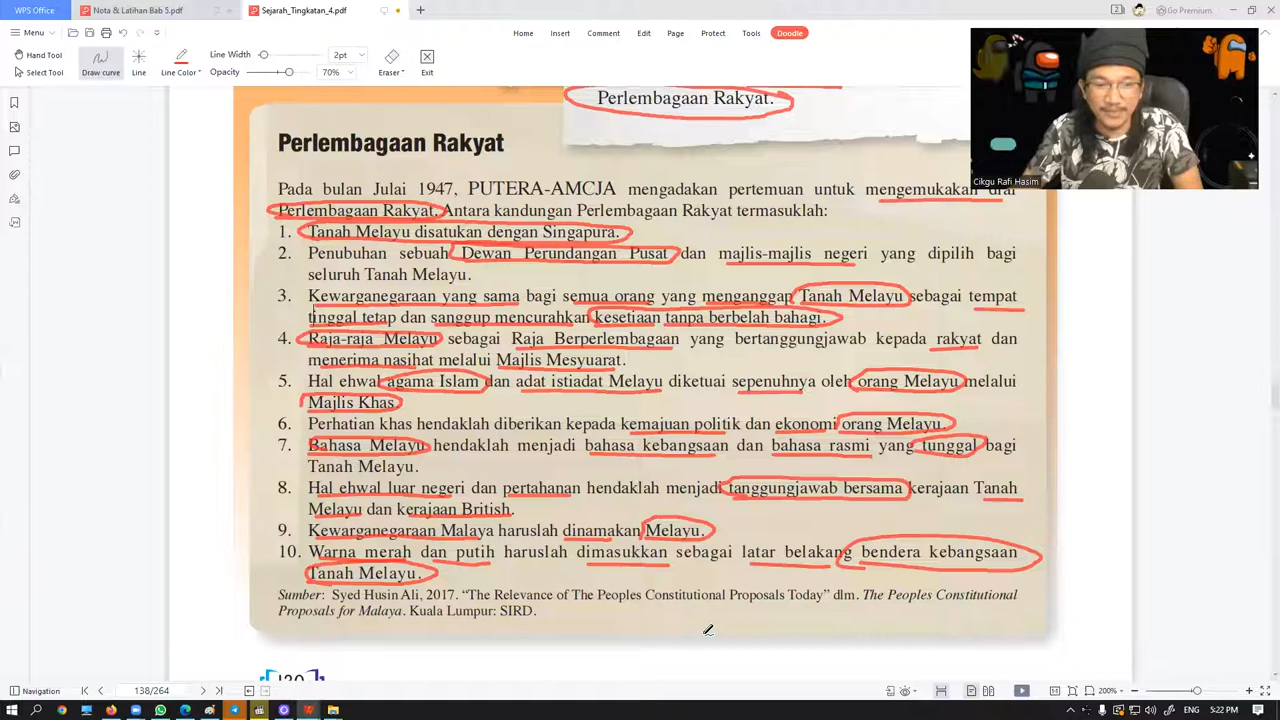 WPS Office
Nota & Latihan Bab 5.pdf
Sejarah_Tingkatan_4.pdf
Go Premium
Menu
Home Insert Comment Edit Page Protect Tools Doodle
Hand Tool
Select Tool
Draw curve
Line
Line Color
Line Width 2pt
Opacity 70%
Eraser
Exit
Cikgu Rafi Hasim
Perlembagaan Rakyat.
Perlembagaan Rakyat
Pada bulan Julai 1947, PUTERA-AMCJA mengadakan pertemuan untuk mengemukakan draf
Perlembagaan Rakyat. Antara kandungan Perlembagaan Rakyat termasuklah:
1. Tanah Melayu disatukan dengan Singapura.
2. Penubuhan sebuah Dewan Perundangan Pusat dan majlis-majlis negeri yang dipilih bagi
seluruh Tanah Melayu.
3. Kewarganegaraan yang sama bagi semua orang yang menganggap Tanah Melayu sebagai tempat
tinggal tetap dan sanggup mencurahkan kesetiaan tanpa berbelah bahagi.
4. Raja-raja Melayu sebagai Raja Berperlembagaan yang bertanggungjawab kepada rakyat dan
menerima nasihat melalui Majlis Mesyuarat.
5. Hal ehwal agama Islam dan adat istiadat Melayu diketuai sepenuhnya oleh orang Melayu melalui
Majlis Khas.
6. Perhatian khas hendaklah diberikan kepada kemajuan politik dan ekonomi orang Melayu.
7. Bahasa Melayu hendaklah menjadi bahasa kebangsaan dan bahasa rasmi yang tunggal bagi
Tanah Melayu.
8. Hal ehwal luar negeri dan pertahanan hendaklah menjadi tanggungjawab bersama kerajaan Tanah
Melayu dan kerajaan British.
9. Kewarganegaraan Malaya haruslah dinamakan Melayu.
10. Warna merah dan putih haruslah dimasukkan sebagai latar belakang bendera kebangsaan
Tanah Melayu.
Sumber: Syed Husin Ali, 2017. “The Relevance of The Peoples Constitutional Proposals Today” dlm. The Peoples Constitutional
Proposals for Malaya. Kuala Lumpur: SIRD.
Navigation
138/264
200%
ENG 5:22 PM